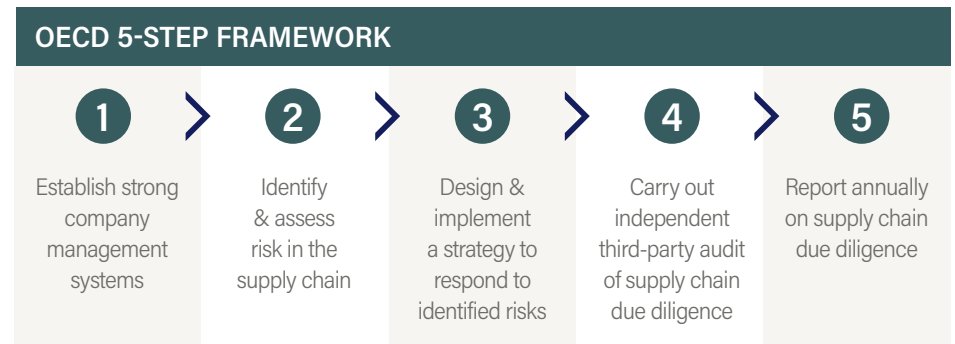 OECD 5-STEP FRAMEWORK
1
Establish strong
company
management
systems
2
Identify
& assess
risk in the
supply chain
3
Design &
implement
a strategy to
respond to
identified risks
4
Carry out
independent
third-party audit
of supply chain
due diligence
5
Report annually
on supply chain
due diligence